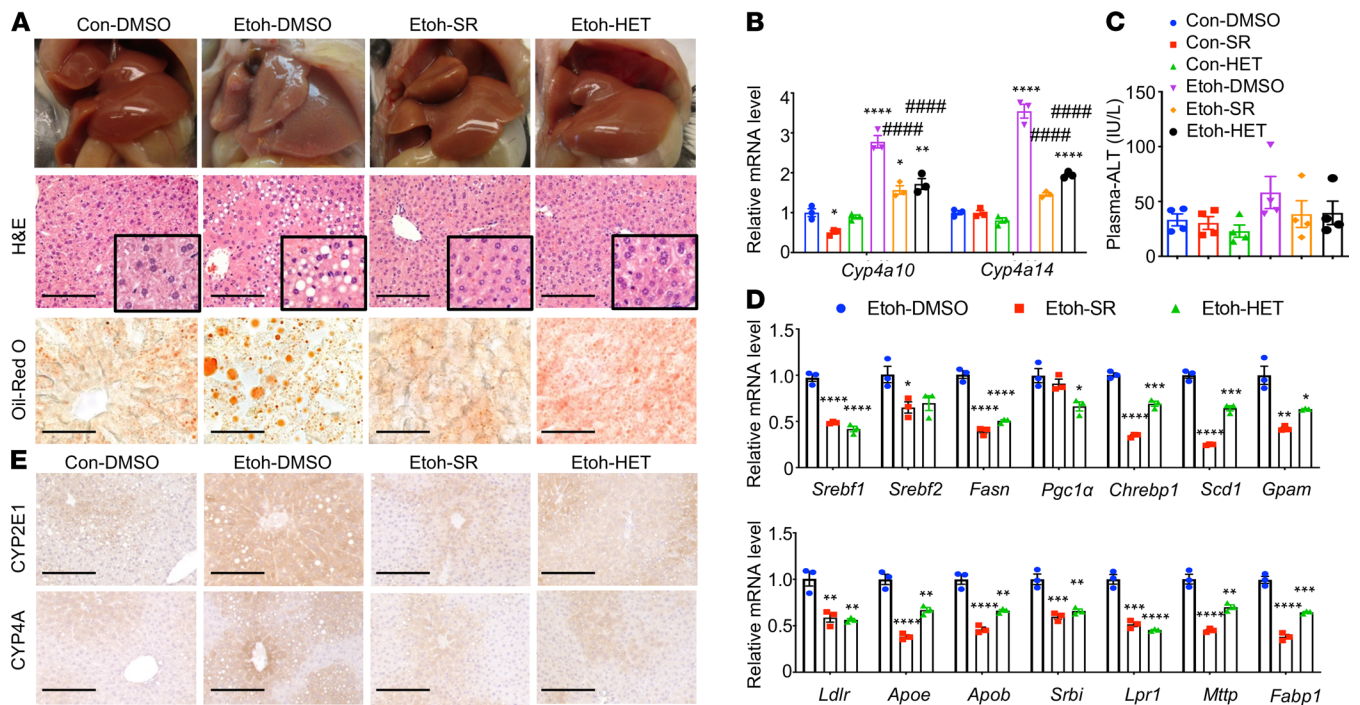 A
Con-DMSO Etoh-DMSO Etoh-SR Etoh-HET
H&E
Oil-Red O
B
Relative mRNA level
4
3
2
1
0
**** #### #### * ** *
**** #### #### ****
Cyp4a10 Cyp4a14
C
Con-DMSO
Con-SR
Con-HET
Etoh-DMSO
Etoh-SR
Etoh-HET
Plasma-ALT (IU/L)
150
100
50
0
D
Etoh-DMSO Etoh-SR Etoh-HET
Relative mRNA level
1.5
1.0
0.5
0
**** **** * **** **** * **** *** **** *** ** *
Srebf1 Srebf2 Fasn Pgc1α Chrebp1 Scd1 Gpam
Relative mRNA level
1.5
1.0
0.5
0
** ** **** ** **** ** *** ** *** **** **** ** **** ***
Ldlr Apoe Apob Srbi Lpr1 Mttp Fabp1
E
Con-DMSO Etoh-DMSO Etoh-SR Etoh-HET
CYP2E1
CYP4A